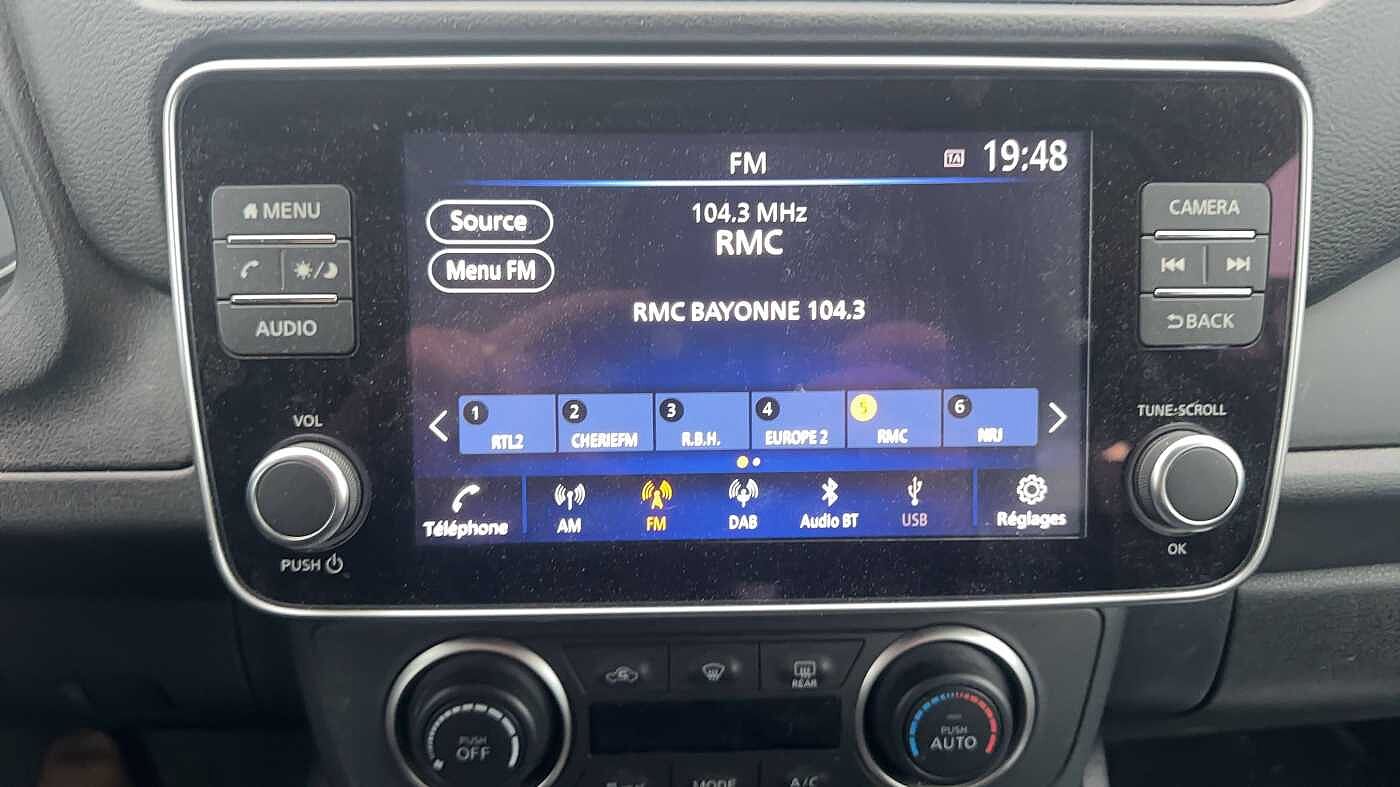 FM
1A
19:48
MENU
Source
104.3 MHz
RMC
CAMERA
Menu FM
RMC BAYONNE 104.3
AUDIO
BACK
1
2
3
4
5
6
RTL2
CHERIEFM
R.B.H.
EUROPE 2
RMC
NRJ
VOL
TUNE·SCROLL
Téléphone
AM
FM
DAB
Audio BT
USB
Réglages
PUSH
OK
REAR
PUSH
OFF
PUSH
AUTO
MODE
A/C